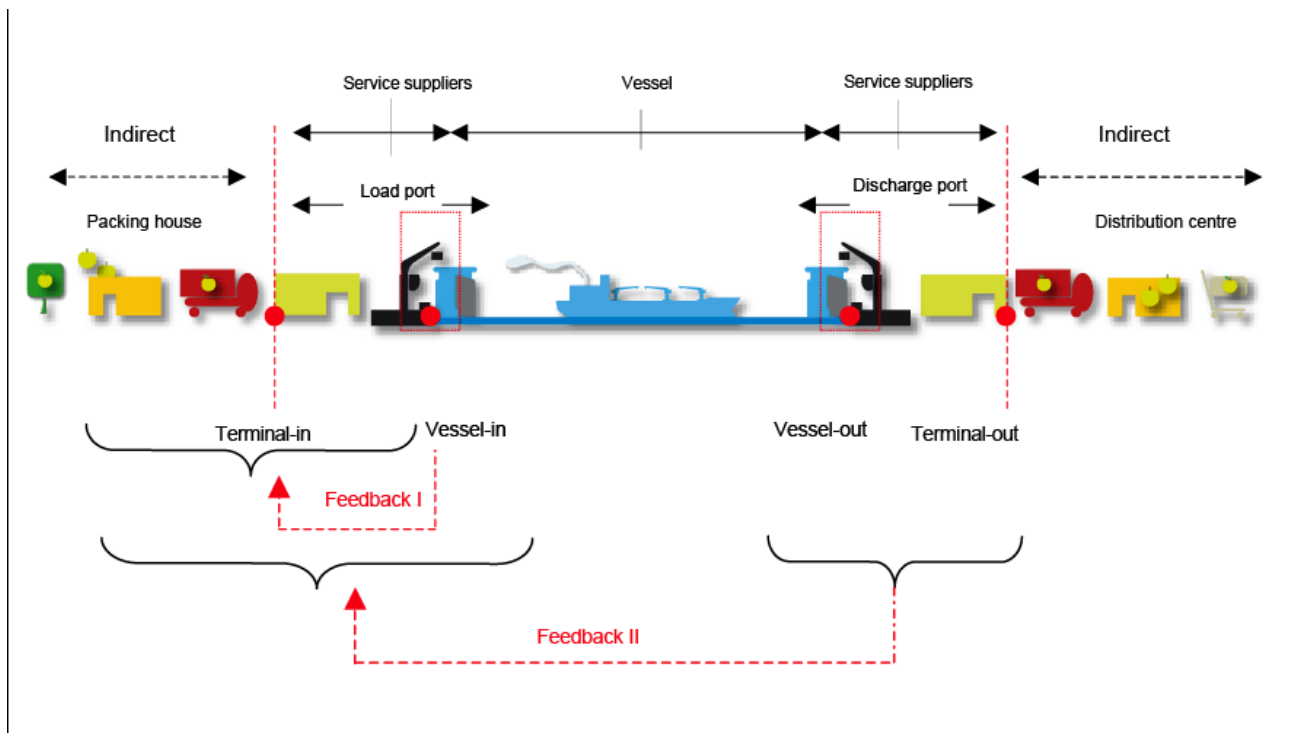 Service suppliers
Vessel
Service suppliers
Indirect
Indirect
Load port
Discharge port
Packing house
Distribution centre
Terminal-in
Vessel-in
Vessel-out
Terminal-out
Feedback I
Feedback II